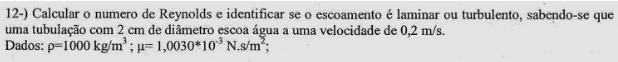 12-) Calcular o numero de Reynolds e identificar se o escoamento é laminar ou turbulento, sabendo-se que
uma tubulação com 2 cm de diâmetro escoa água a uma velocidade de 0,2 m/s.
Dados: ρ=1000 kg/m³ ; μ= 1,0030*10⁻³ N.s/m²;